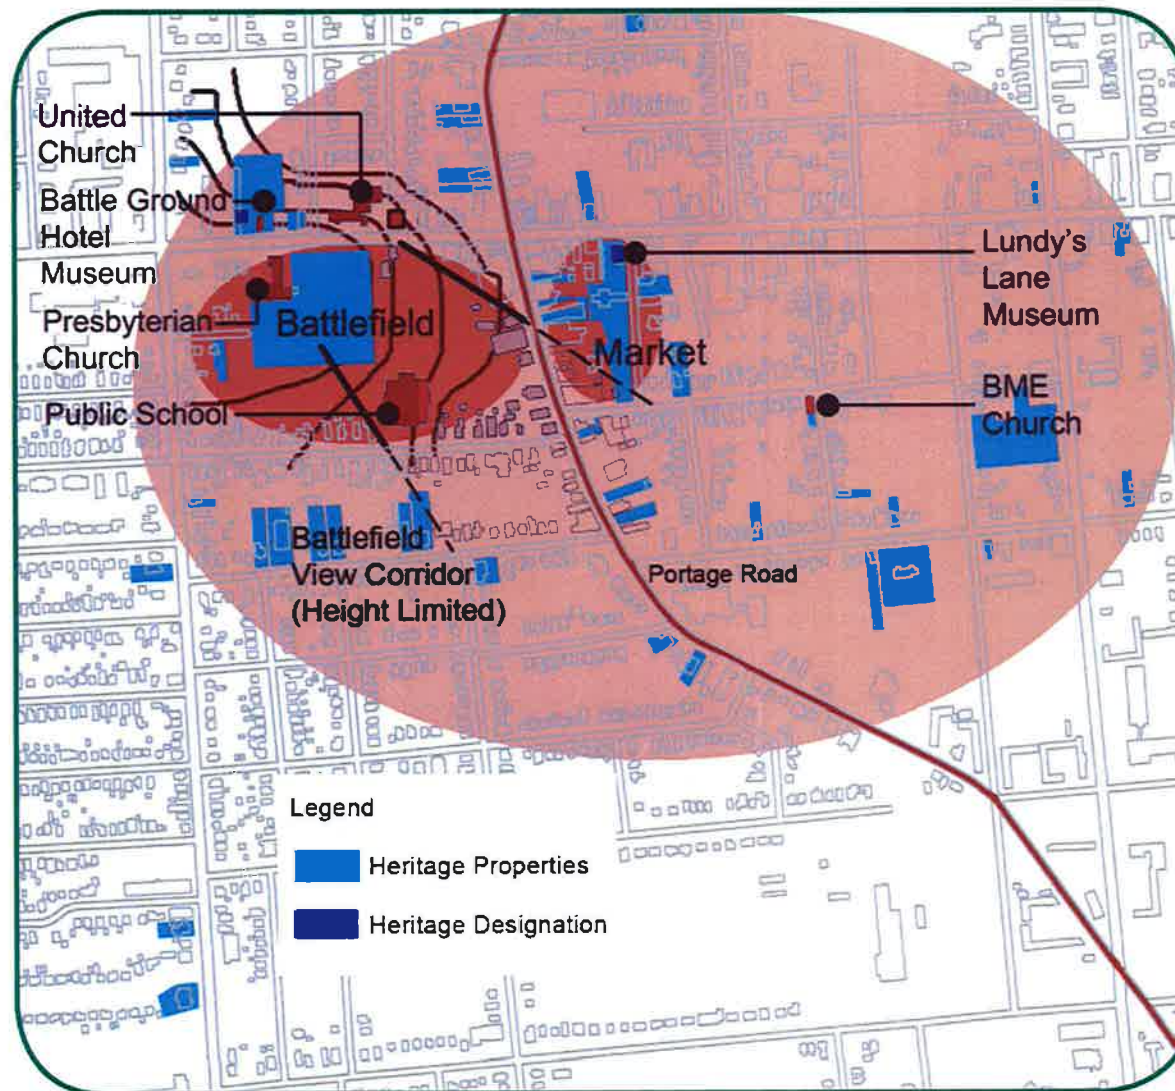 United
Church
Battle Ground
Hotel
Museum
Presbyterian
Church
Public School
Battlefield
Market
Lundy's
Lane
Museum
BME
Church
Battlefield
View Corridor
(Height Limited)
Portage Road
Legend
Heritage Properties
Heritage Designation